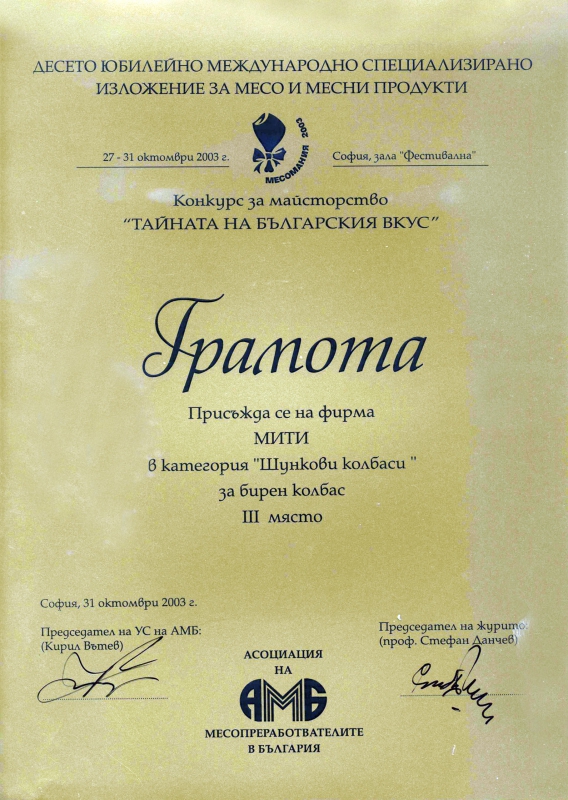 ДЕСЕТО ЮБИЛЕЙНО МЕЖДУНАРОДНО СПЕЦИАЛИЗИРАНО
ИЗЛОЖЕНИЕ ЗА МЕСО И МЕСНИ ПРОДУКТИ
27 - 31 октомври 2003 г.
МЕСОМАНИЯ 2003
София, зала "Фестивална"
Конкурс за майсторство
“ТАЙНАТА НА БЪЛГАРСКИЯ ВКУС”
Грамота
Присъжда се на фирма
МИТИ
в категория "Шункови колбаси "
за бирен колбас
III място
София, 31 октомври 2003 г.
Председател на УС на АМБ:
(Кирил Вътев)
Председател на журито:
(проф. Стефан Данчев)
АСОЦИАЦИЯ
НА
АМБ
МЕСОПРЕРАБОТВАТЕЛИТЕ
В БЪЛГАРИЯ